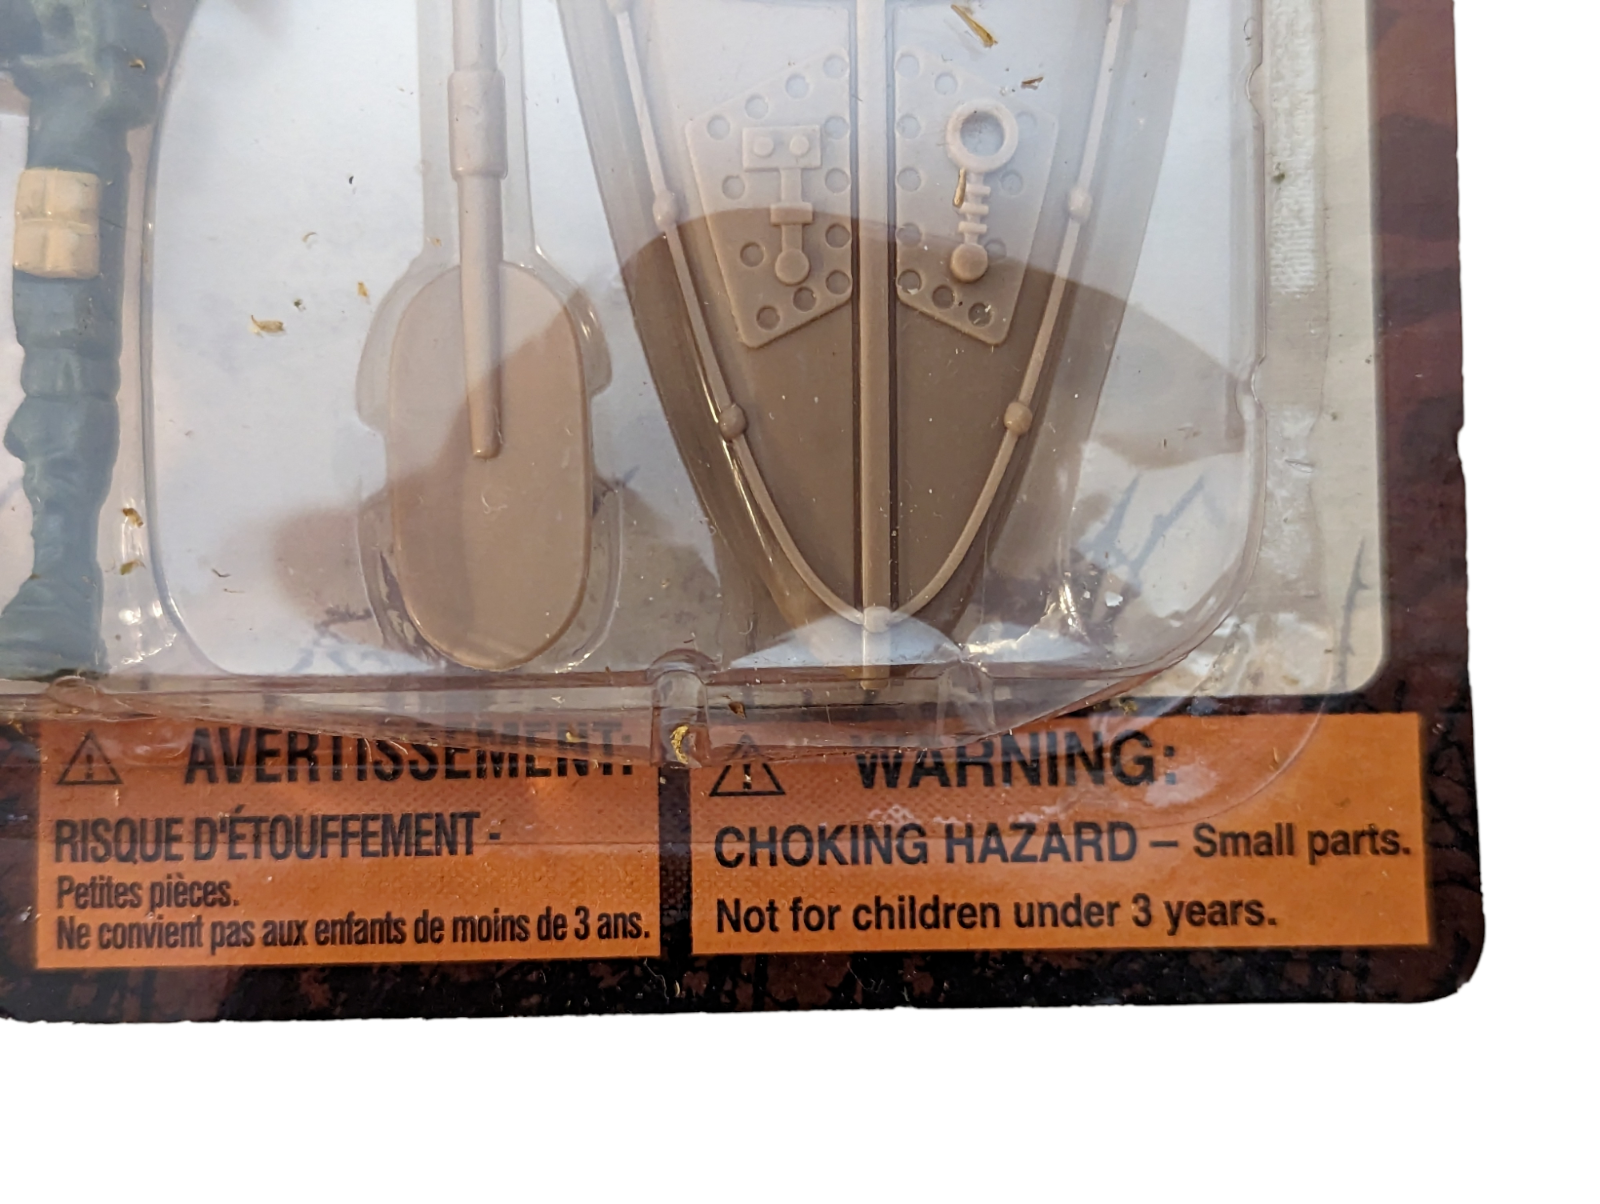 AVERTISSEMENT:
RISQUE D'ÉTOUFFEMENT -
Petites pièces.
Ne convient pas aux enfants de moins de 3 ans.
WARNING:
CHOKING HAZARD – Small parts.
Not for children under 3 years.